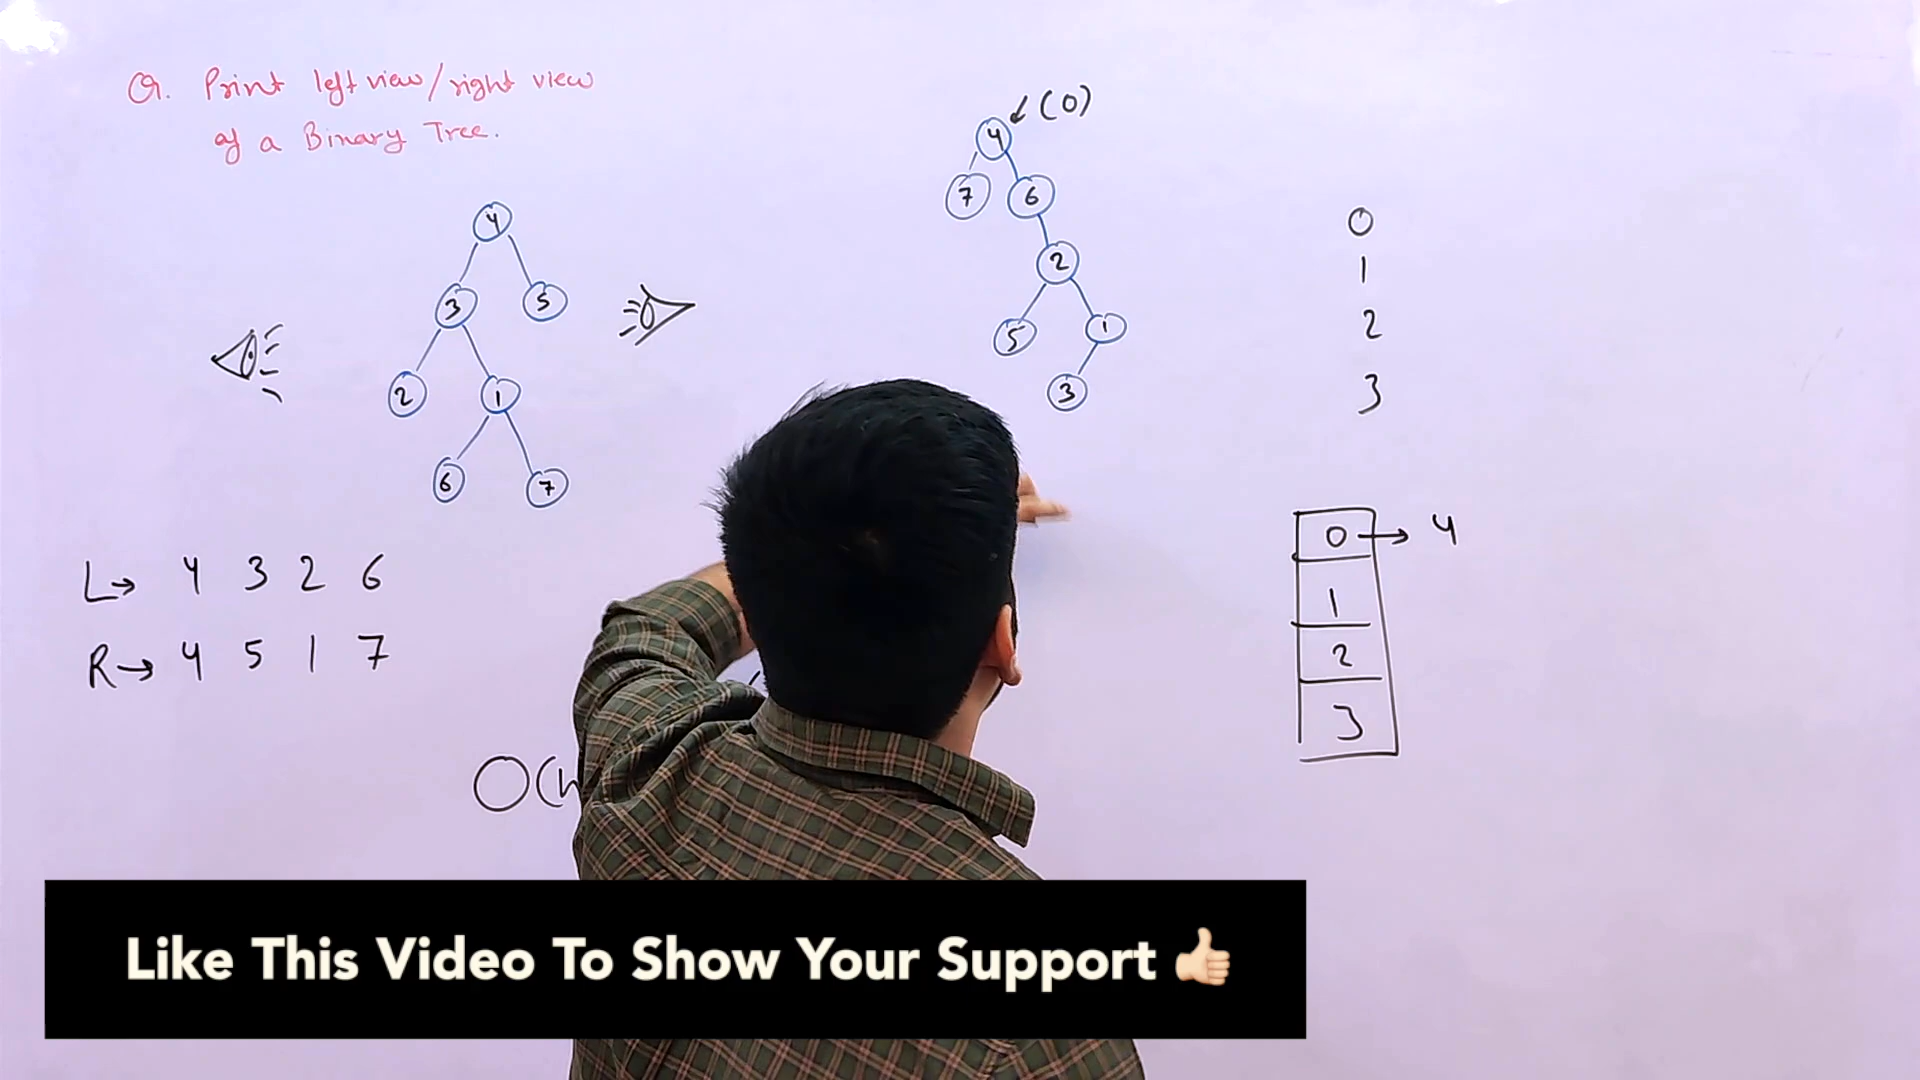 Q. Print left view/right view
of a Binary Tree.
4
3 5
2 1
6 7
L→ 4 3 2 6
R→ 4 5 1 7
(0)
4
7 6
2
5 1
3
0
1
2
3
0 → 4
1
2
3
Like This Video To Show Your Support 👍🏻